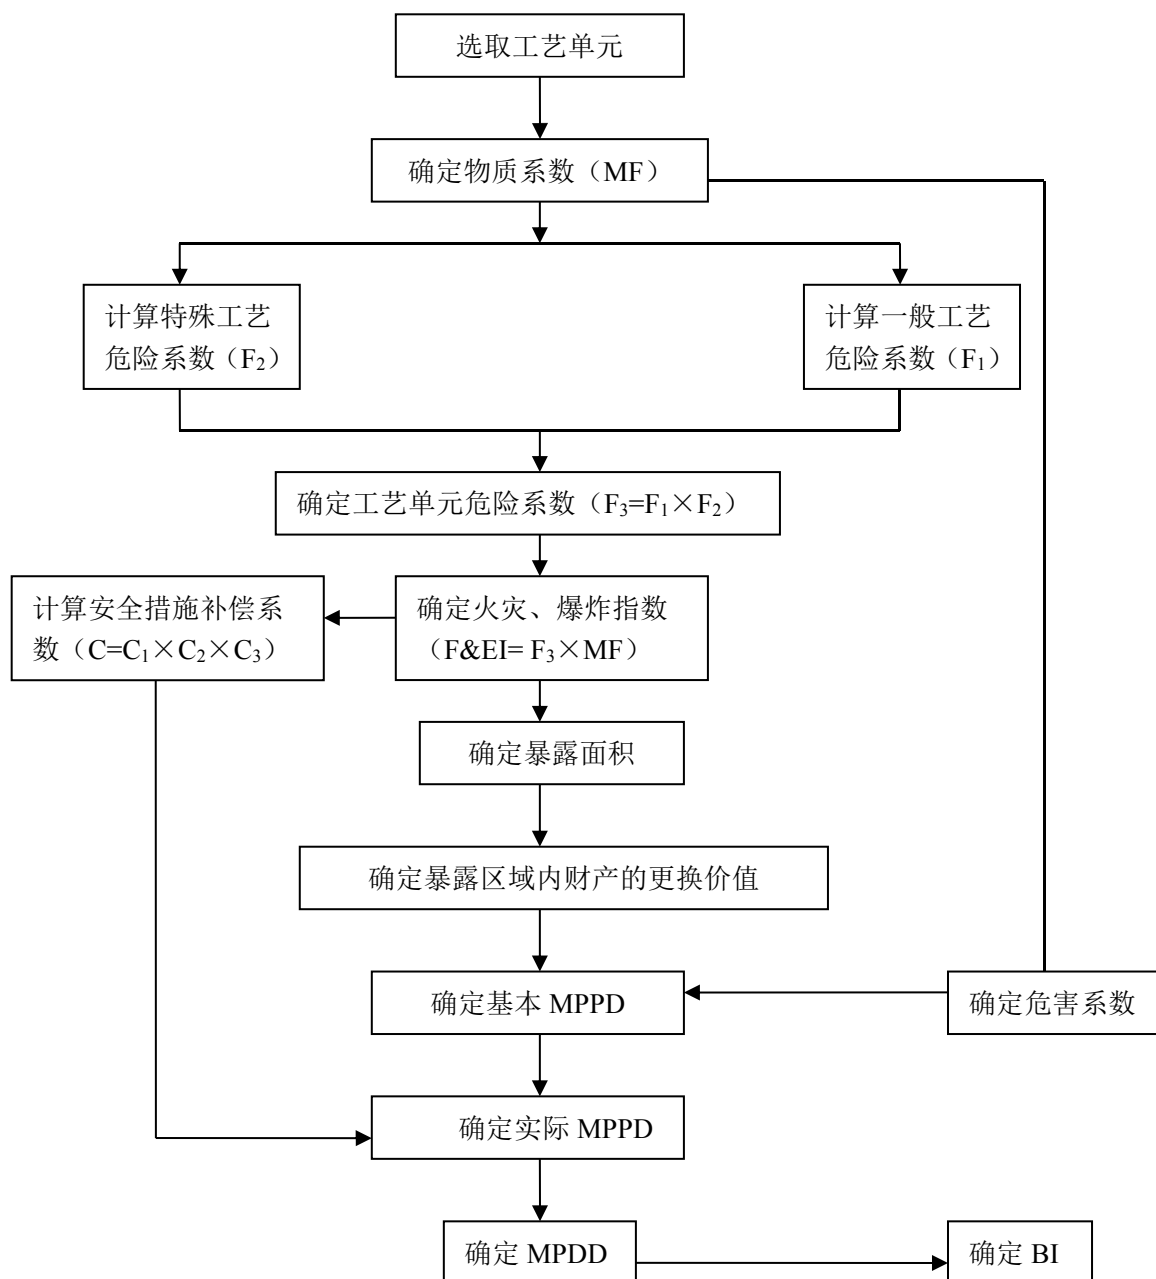 选取工艺单元
确定物质系数（MF）
计算特殊工艺
危险系数（F₂）
计算一般工艺
危险系数（F₁）
确定工艺单元危险系数（F₃=F₁×F₂）
计算安全措施补偿系
数（C=C₁×C₂×C₃）
确定火灾、爆炸指数
（F&EI= F₃×MF）
确定暴露面积
确定暴露区域内财产的更换价值
确定基本 MPPD
确定危害系数
确定实际 MPPD
确定 MPDD
确定 BI